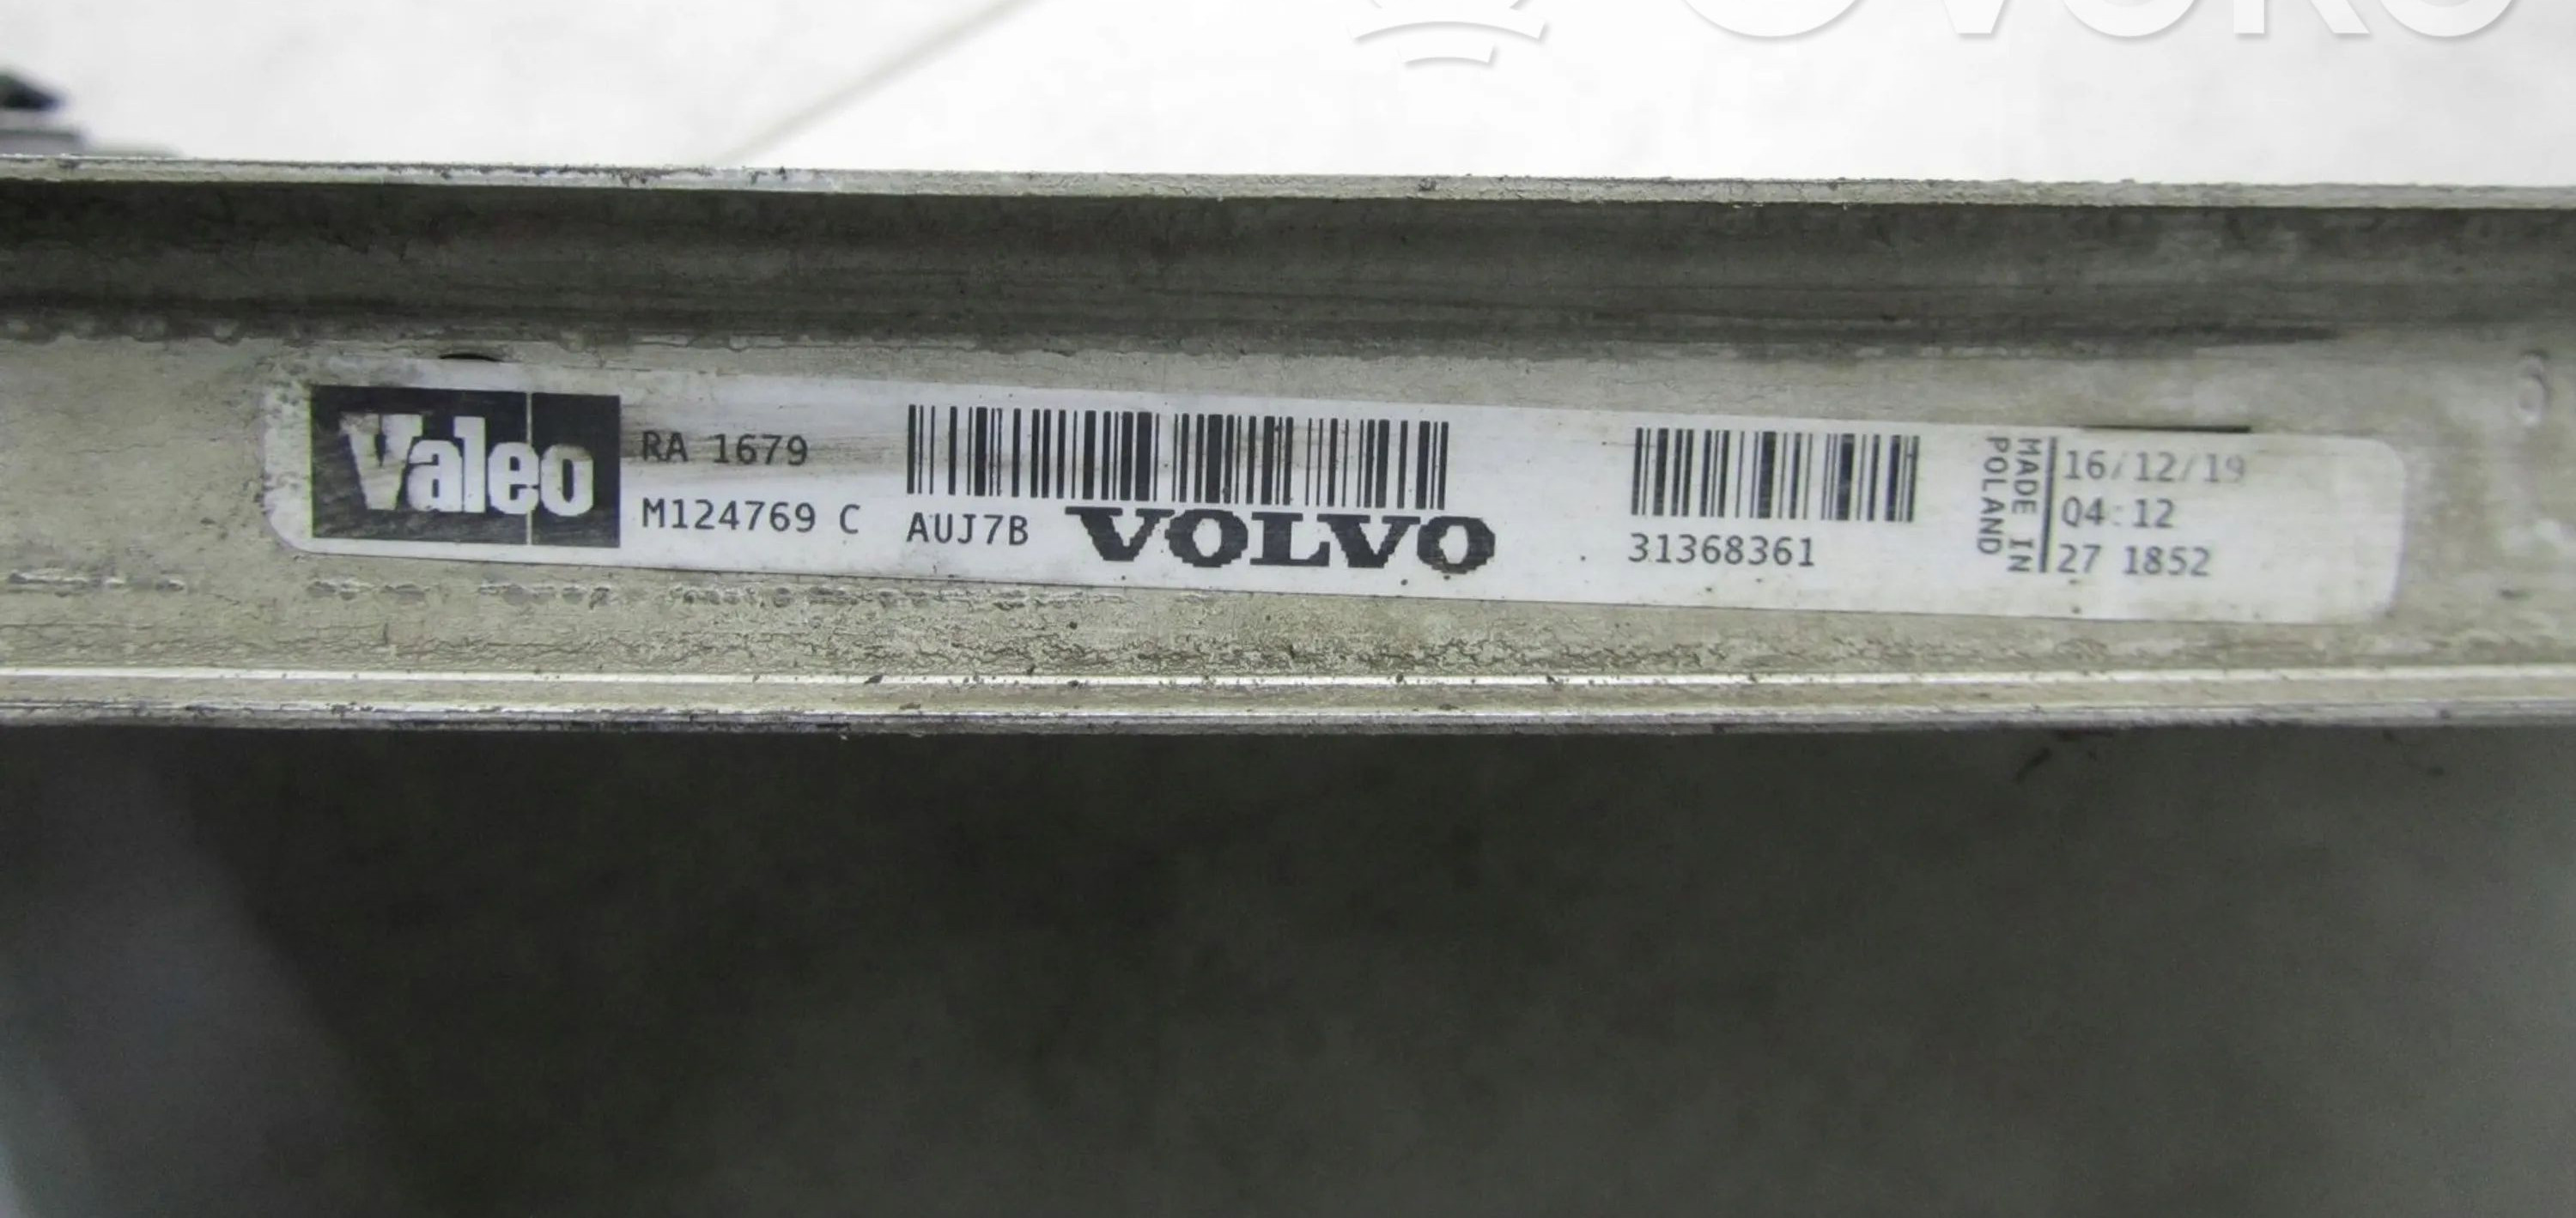 Valeo
RA 1679
M124769 C
AUJ7B
VOLVO
31368361
MADE IN
POLAND
16/12/19
04:12
27 1852